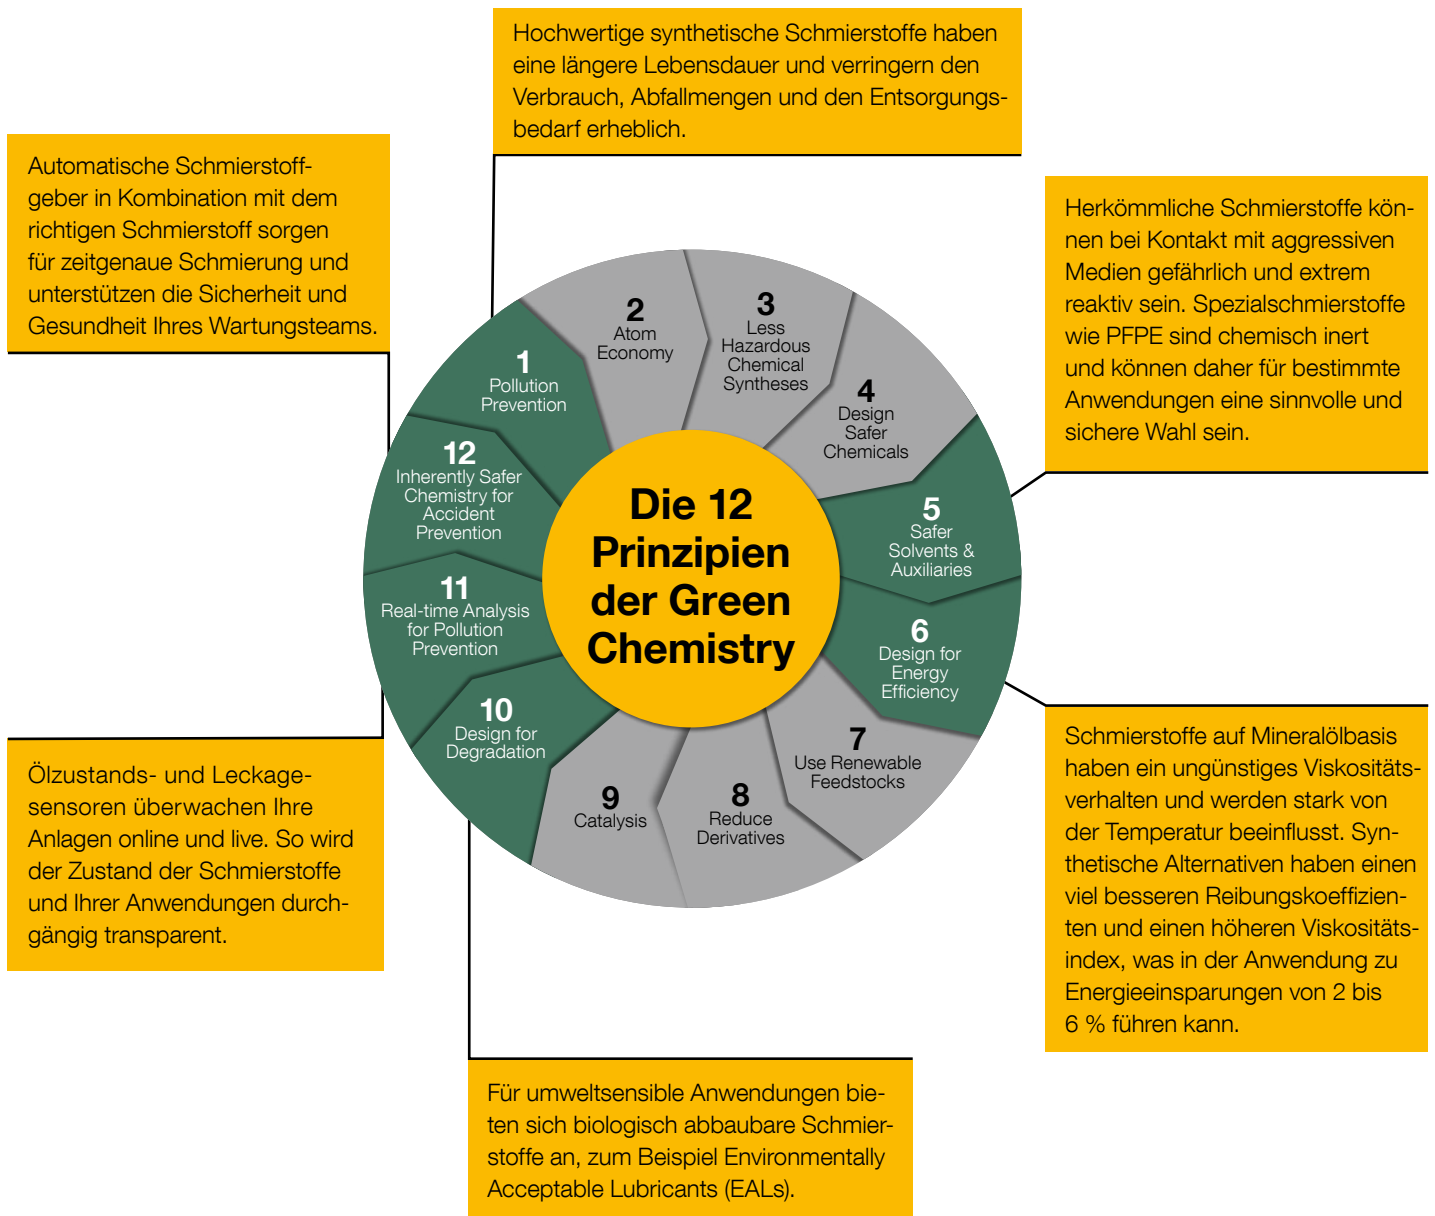 Hochwertige synthetische Schmierstoffe haben
eine längere Lebensdauer und verringern den
Verbrauch, Abfallmengen und den Entsorgungs-
bedarf erheblich.
Automatische Schmierstoff-
geber in Kombination mit dem
richtigen Schmierstoff sorgen
für zeitgenaue Schmierung und
unterstützen die Sicherheit und
Gesundheit Ihres Wartungsteams.
Herkömmliche Schmierstoffe kön-
nen bei Kontakt mit aggressiven
Medien gefährlich und extrem
reaktiv sein. Spezialschmierstoffe
wie PFPE sind chemisch inert
und können daher für bestimmte
Anwendungen eine sinnvolle und
sichere Wahl sein.
Die 12
Prinzipien
der Green
Chemistry
1
Pollution
Prevention
2
Atom
Economy
3
Less
Hazardous
Chemical
Syntheses
4
Design
Safer
Chemicals
5
Safer
Solvents &
Auxiliaries
6
Design for
Energy
Efficiency
7
Use Renewable
Feedstocks
8
Reduce
Derivatives
9
Catalysis
10
Design for
Degradation
11
Real-time Analysis
for Pollution
Prevention
12
Inherently Safer
Chemistry for
Accident
Prevention
Ölzustands- und Leckage-
sensoren überwachen Ihre
Anlagen online und live. So wird
der Zustand der Schmierstoffe
und Ihrer Anwendungen durch-
gängig transparent.
Schmierstoffe auf Mineralölbasis
haben ein ungünstiges Viskositäts-
verhalten und werden stark von
der Temperatur beeinflusst. Syn-
thetische Alternativen haben einen
viel besseren Reibungskoeffizien-
ten und einen höheren Viskositäts-
index, was in der Anwendung zu
Energieeinsparungen von 2 bis
6 % führen kann.
Für umweltsensible Anwendungen bie-
ten sich biologisch abbaubare Schmier-
stoffe an, zum Beispiel Environmentally
Acceptable Lubricants (EALs).